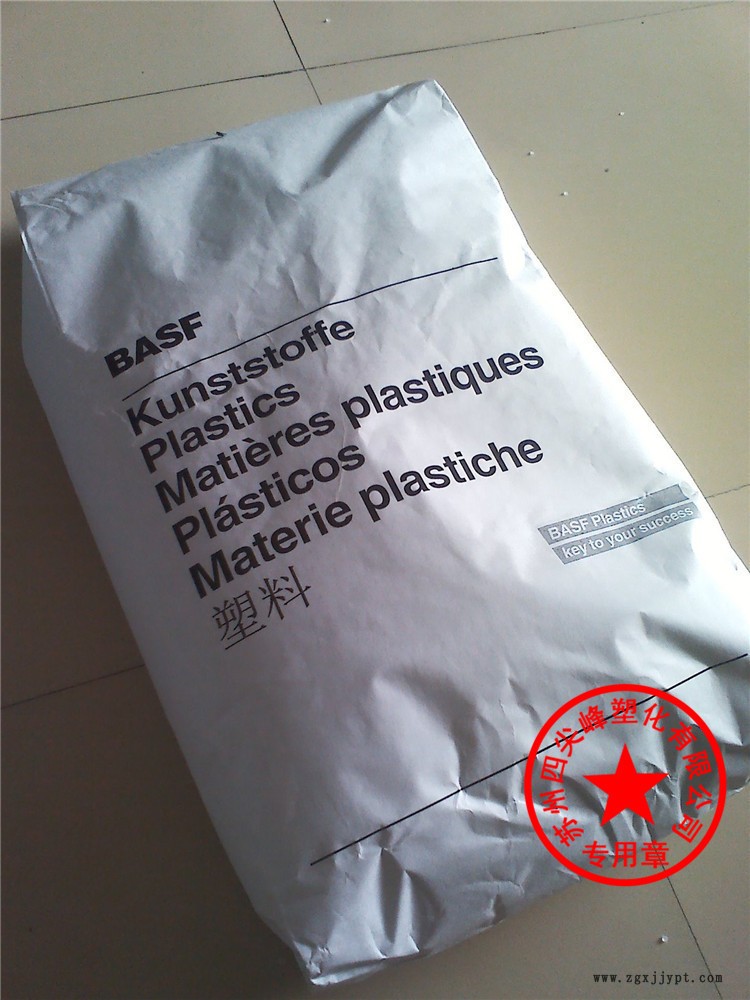 BASF
Kunststoffe
Plastics
Matières plastiques
Plásticos
Materie plastiche
塑料
BASF Plastics
key to your success
苏州四尖峰塑化有限公司
专用章
www.zgxjjypt.com